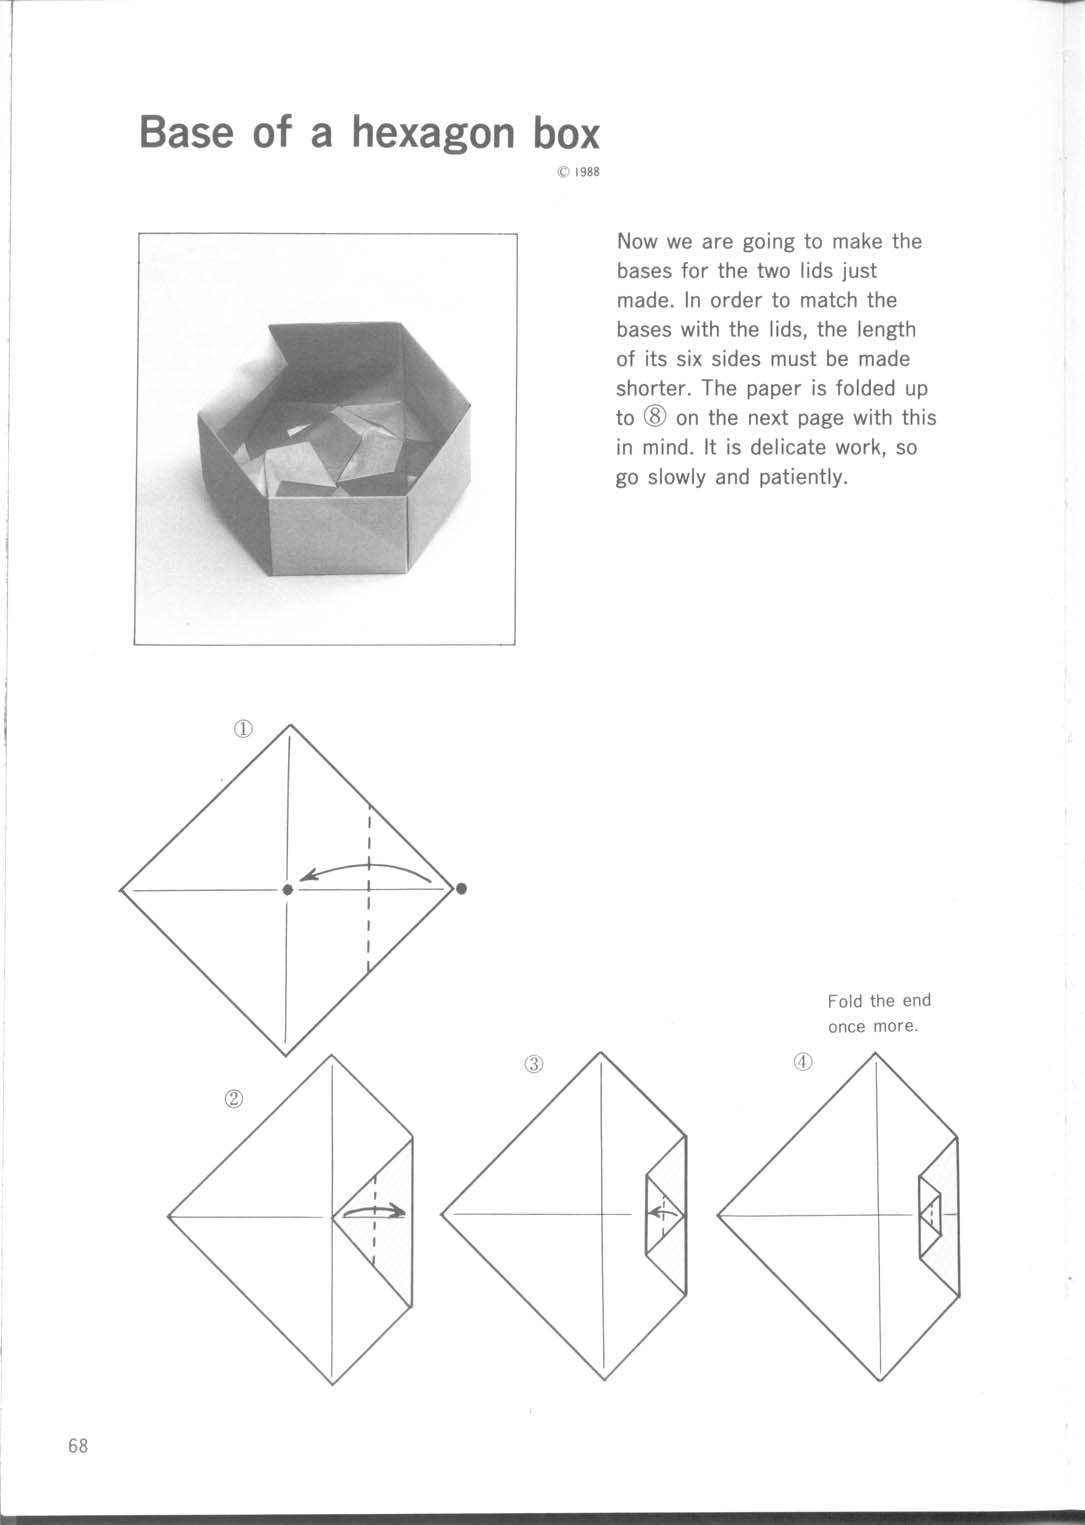 Base of a hexagon box
© 1988
Now we are going to make the
bases for the two lids just
made. In order to match the
bases with the lids, the length
of its six sides must be made
shorter. The paper is folded up
to ⑧ on the next page with this
in mind. It is delicate work, so
go slowly and patiently.
①
②
③
Fold the end
once more.
④
68